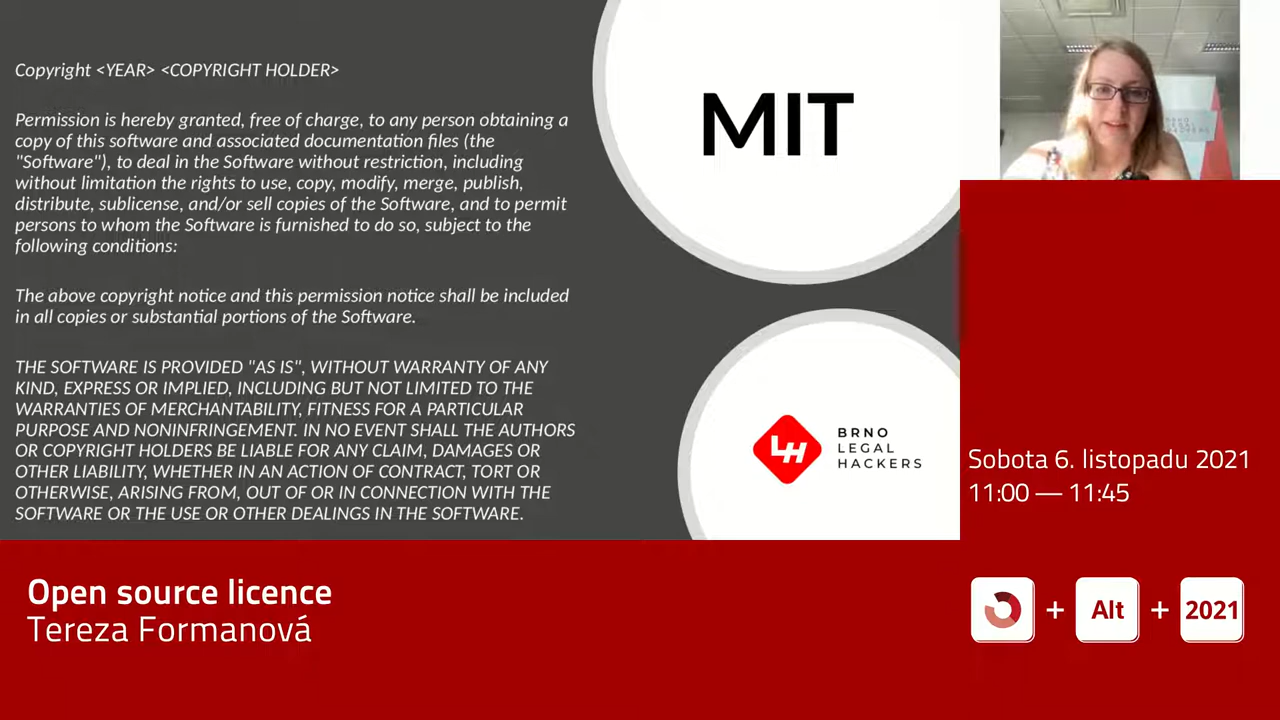 Copyright <YEAR> <COPYRIGHT HOLDER>
Permission is hereby granted, free of charge, to any person obtaining a
copy of this software and associated documentation files (the
"Software"), to deal in the Software without restriction, including
without limitation the rights to use, copy, modify, merge, publish,
distribute, sublicense, and/or sell copies of the Software, and to permit
persons to whom the Software is furnished to do so, subject to the
following conditions:
The above copyright notice and this permission notice shall be included
in all copies or substantial portions of the Software.
THE SOFTWARE IS PROVIDED "AS IS", WITHOUT WARRANTY OF ANY
KIND, EXPRESS OR IMPLIED, INCLUDING BUT NOT LIMITED TO THE
WARRANTIES OF MERCHANTABILITY, FITNESS FOR A PARTICULAR
PURPOSE AND NONINFRINGEMENT. IN NO EVENT SHALL THE AUTHORS
OR COPYRIGHT HOLDERS BE LIABLE FOR ANY CLAIM, DAMAGES OR
OTHER LIABILITY, WHETHER IN AN ACTION OF CONTRACT, TORT OR
OTHERWISE, ARISING FROM, OUT OF OR IN CONNECTION WITH THE
SOFTWARE OR THE USE OR OTHER DEALINGS IN THE SOFTWARE.
MIT
LH
BRNO
LEGAL
HACKERS
Sobota 6. listopadu 2021
11:00 — 11:45
Open source licence
Tereza Formanová
+ Alt + 2021